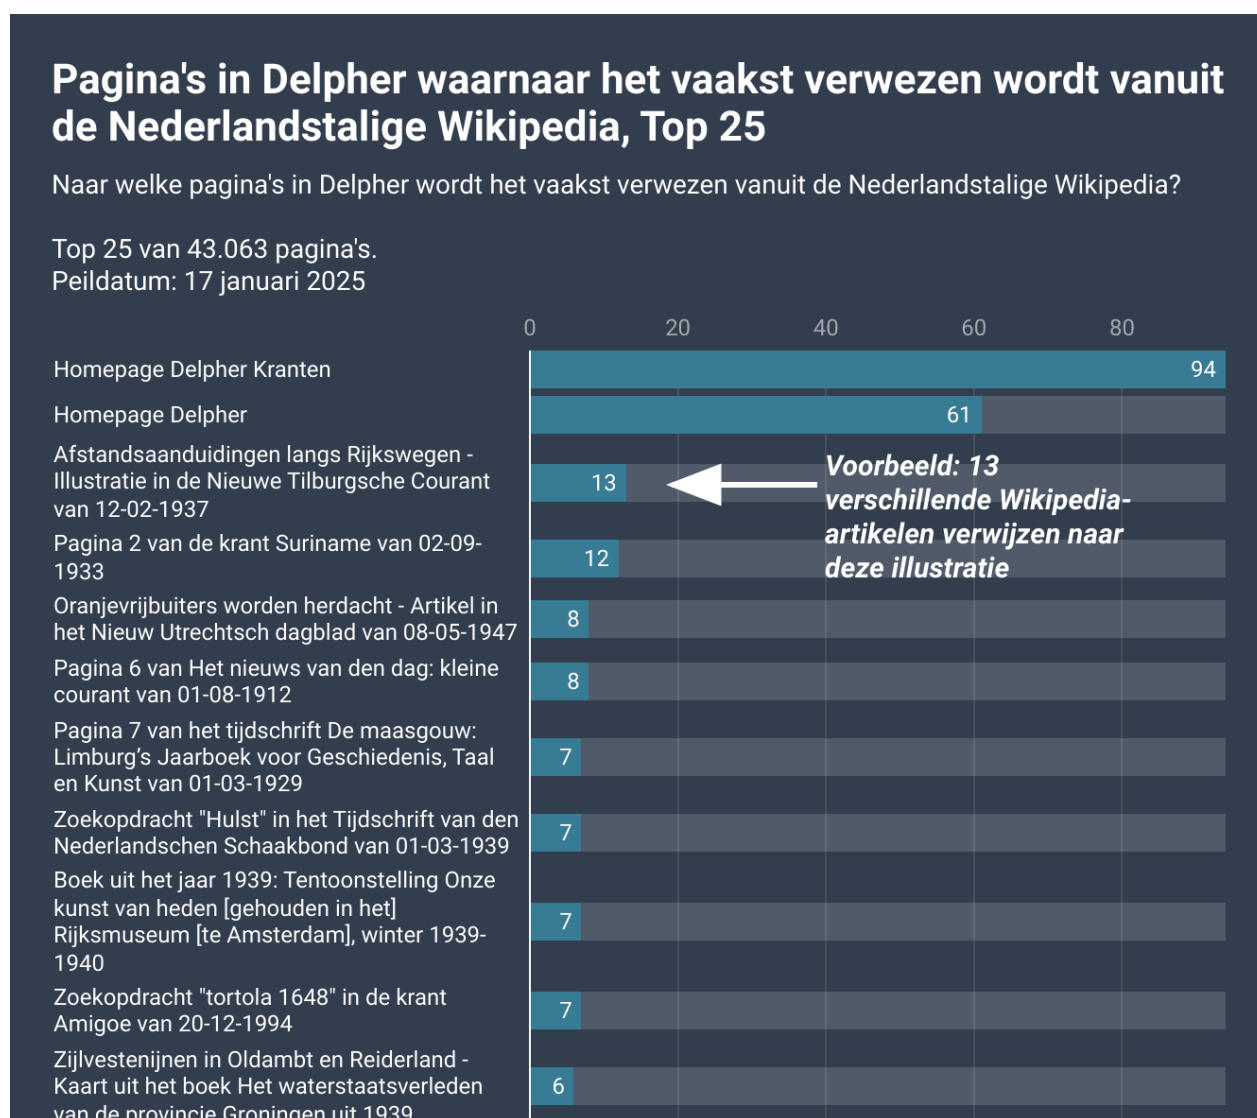 Pagina's in Delpher waarnaar het vaakst verwezen wordt vanuit
de Nederlandstalige Wikipedia, Top 25
Naar welke pagina's in Delpher wordt het vaakst verwezen vanuit de Nederlandstalige Wikipedia?
Top 25 van 43.063 pagina's.
Peildatum: 17 januari 2025
0 20 40 60 80
Homepage Delpher Kranten 94
Homepage Delpher 61
Afstandsaanduidingen langs Rijkswegen -
Illustratie in de Nieuwe Tilburgsche Courant
van 12-02-1937
13
Voorbeeld: 13
verschillende Wikipedia-
artikelen verwijzen naar
deze illustratie
Pagina 2 van de krant Suriname van 02-09-
1933
12
Oranjevrijbuiters worden herdacht - Artikel in
het Nieuw Utrechtsch dagblad van 08-05-1947
8
Pagina 6 van Het nieuws van den dag: kleine
courant van 01-08-1912
8
Pagina 7 van het tijdschrift De maasgouw:
Limburg’s Jaarboek voor Geschiedenis, Taal
en Kunst van 01-03-1929
7
Zoekopdracht "Hulst" in het Tijdschrift van den
Nederlandschen Schaakbond van 01-03-1939
7
Boek uit het jaar 1939: Tentoonstelling Onze
kunst van heden [gehouden in het]
Rijksmuseum [te Amsterdam], winter 1939-
1940
7
Zoekopdracht "tortola 1648" in de krant
Amigoe van 20-12-1994
7
Zijlvestenijnen in Oldambt en Reiderland -
Kaart uit het boek Het waterstaatsverleden
van de provincie Groningen uit 1939
6